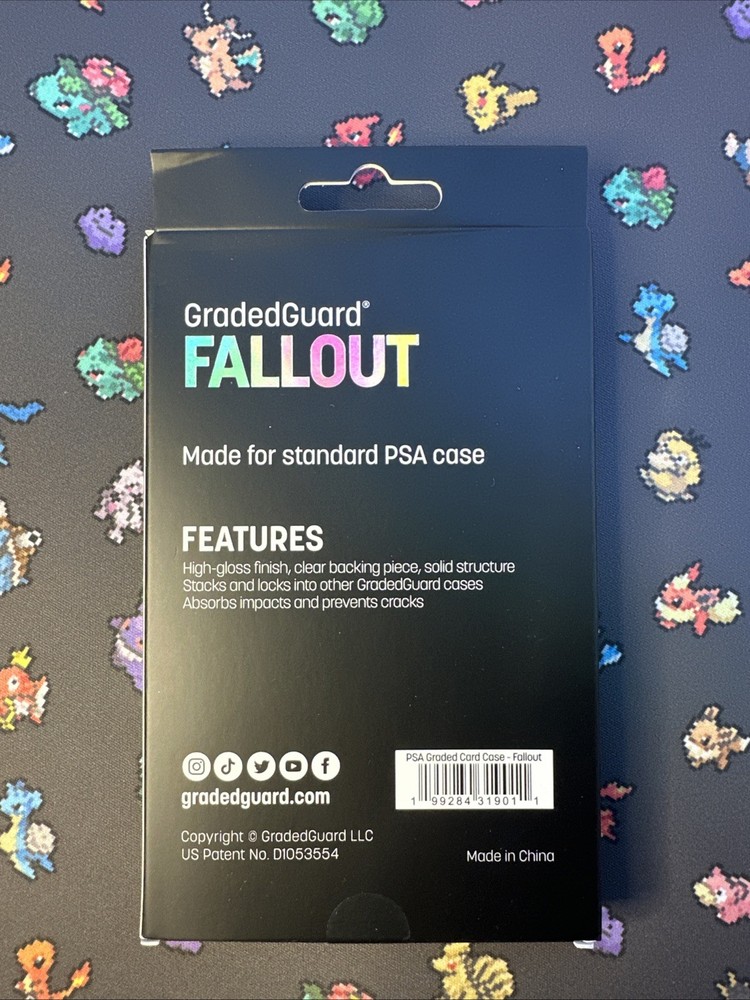 GradedGuard®
FALLOUT
Made for standard PSA case
FEATURES
High-gloss finish, clear backing piece, solid structure
Stacks and locks into other GradedGuard cases
Absorbs impacts and prevents cracks
gradedguard.com
PSA Graded Card Case - Fallout
1 99284 31901 1
Copyright © GradedGuard LLC
US Patent No. D1053554
Made in China